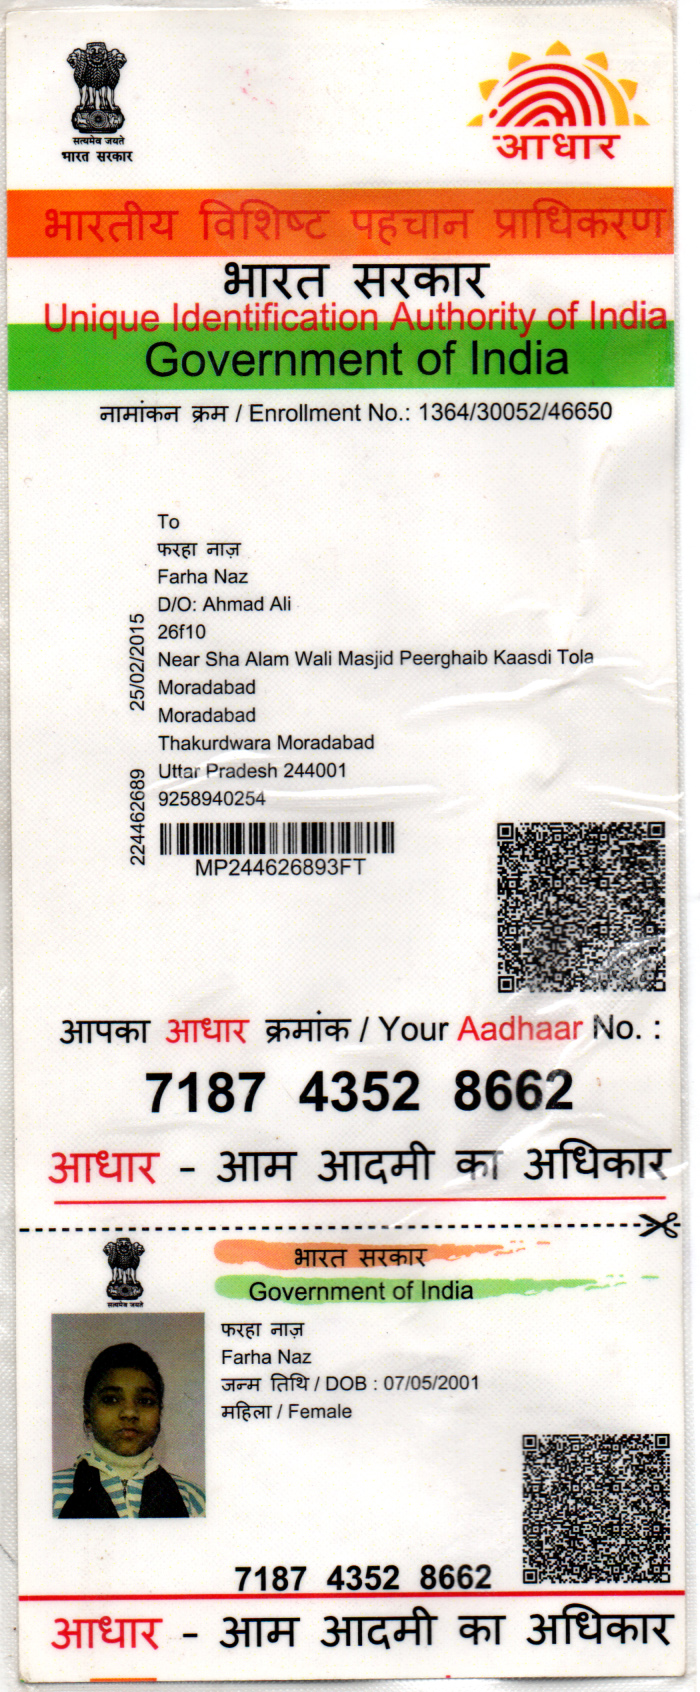 सत्यमेव जयते
भारत सरकार
आधार
भारतीय विशिष्ट पहचान प्राधिकरण
भारत सरकार
Unique Identification Authority of India
Government of India
नामांकन क्रम / Enrollment No.: 1364/30052/46650
To
फरहा नाज़
Farha Naz
D/O: Ahmad Ali
26f10
Near Sha Alam Wali Masjid Peerghaib Kaasdi Tola
Moradabad
Moradabad
Thakurdwara Moradabad
Uttar Pradesh 244001
9258940254
25/02/2015
224462689
MP244626893FT
आपका आधार क्रमांक / Your Aadhaar No. :
7187 4352 8662
आधार - आम आदमी का अधिकार
सत्यमेव जयते
भारत सरकार
Government of India
फरहा नाज़
Farha Naz
जन्म तिथि / DOB : 07/05/2001
महिला / Female
7187 4352 8662
आधार - आम आदमी का अधिकार